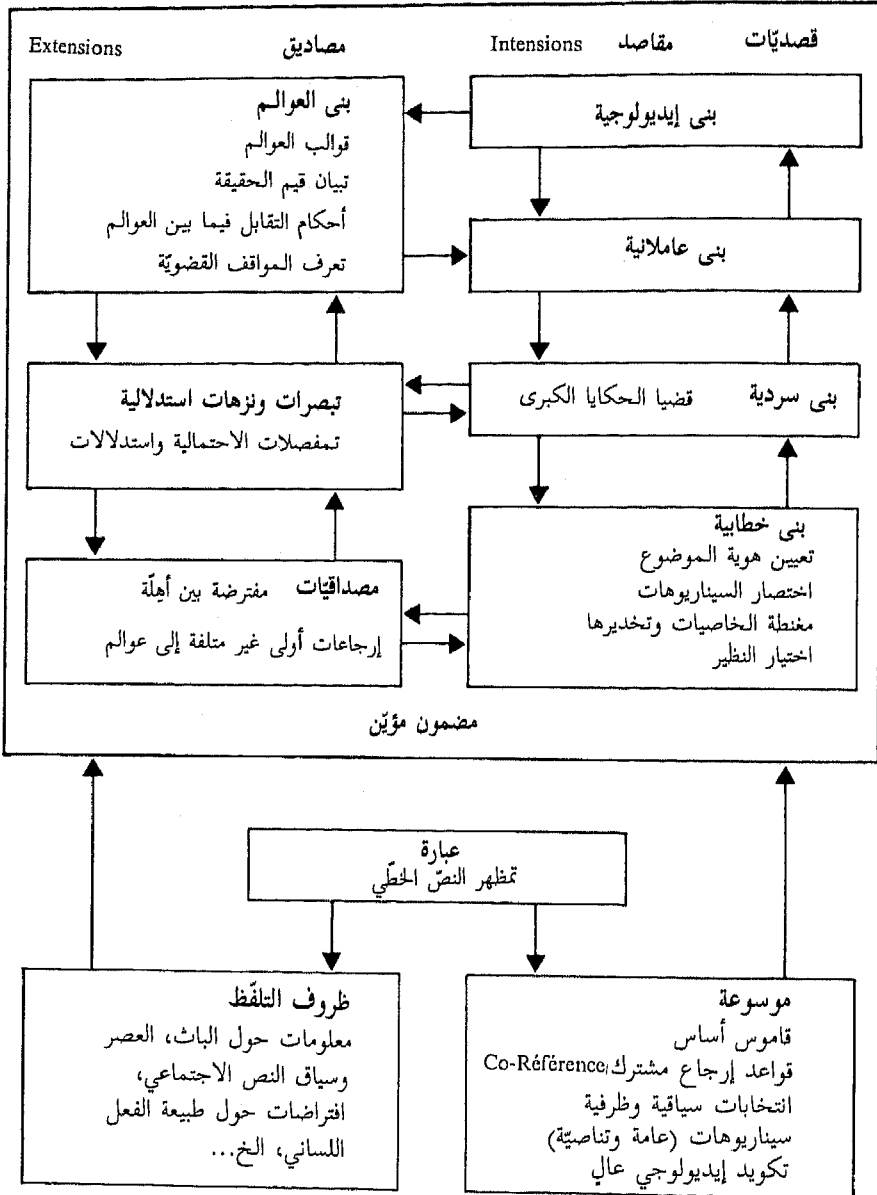 قصديّات مقاصد Intensions
مصاديق Extensions
بنى إيديولوجية
بنى العوالم
قوالب العوالم
تبيان قيم الحقيقة
أحكام التقابل فيما بين العوالم
تعرف المواقف القضويّة
بنى عاملانية
بنى سردية قضيا الحكايا الكبرى
تبصرات ونزهات استدلالية
تمفصلات الاحتمالية واستدلالات
بنى خطابية
تعيين هوية الموضوع
اختصار السيناريوهات
مغنطة الخاصيات وتخديرها
اختيار النظير
مصداقيّات مفترضة بين أهِلّة
إرجاعات أولى غير متلفة إلى عوالم
مضمون مؤيّن
عبارة
تمظهر النصّ الخطّي
موسوعة
قاموس أساس
قواعد إرجاع مشترك/Co-Référence
انتخابات سياقية وظرفية
سيناريوهات (عامة وتناصيّة)
تكويد إيديولوجي عالٍ
ظروف التلفّظ
معلومات حول الباث، العصر
وسياق النص الاجتماعي،
افتراضات حول طبيعة الفعل
اللساني، الخ...